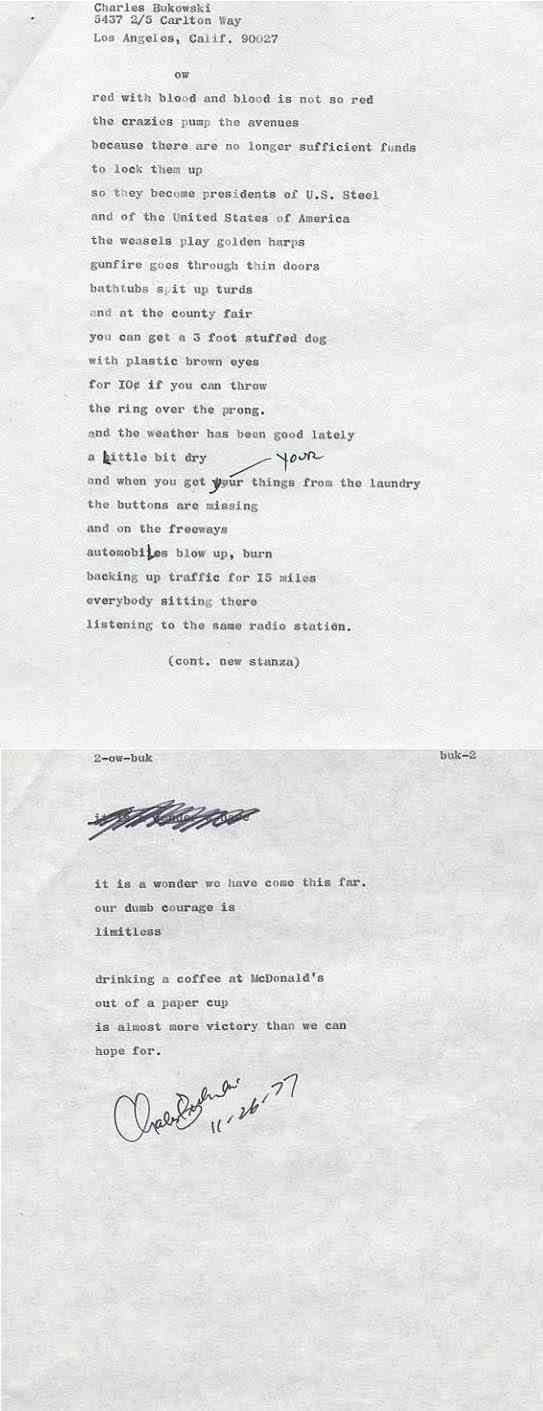 Charles Bukowski
5437 2/5 Carlton Way
Los Angeles, Calif. 90027
ow
red with blood and blood is not so red
the crazies pump the avenues
because there are no longer sufficient funds
to lock them up
so they become presidents of U.S. Steel
and of the United States of America
the weasels play golden harps
gunfire goes through thin doors
bathtubs spit up turds
and at the county fair
you can get a 3 foot stuffed dog
with plastic brown eyes
for IO¢ if you can throw
the ring over the prong.
and the weather has been good lately
a little bit dry
your
and when you get your things from the laundry
the buttons are missing
and on the freeways
automobiles blow up, burn
backing up traffic for I5 miles
everybody sitting there
listening to the same radio station.
(cont. new stanza)
2-ow-buk buk-2
it is a wonder we have come this far.
our dumb courage is
limitless
drinking a coffee at McDonald's
out of a paper cup
is almost more victory than we can
hope for.
Charles Bukowski
11-26-77